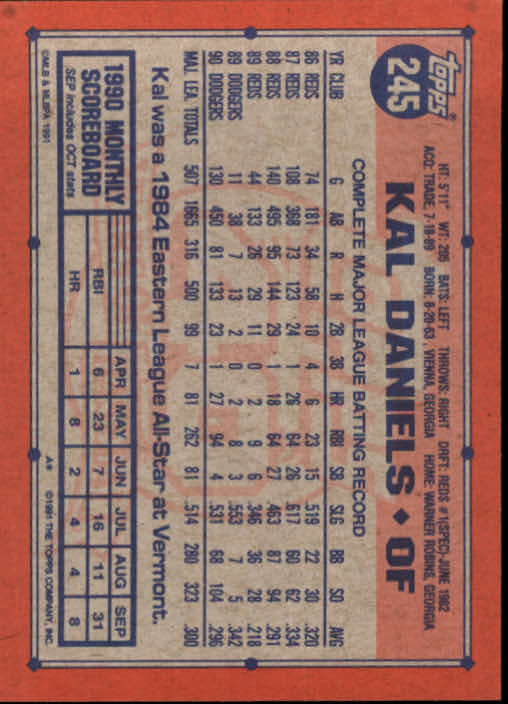 TOPPS®
245
KAL DANIELS ◆ OF
HT: 5'11" WT: 205 BATS: LEFT THROWS: RIGHT DRFT: REDS #1(SPEC)-JUNE 1982
ACQ: TRADE, 7-18-89 BORN: 8-20-63, VIENNA, GEORGIA HOME: WARNER ROBINS, GEORGIA
COMPLETE MAJOR LEAGUE BATTING RECORD
YR CLUB G AB R H 2B 3B HR RBI SB SLG BB SO AVG
86 REDS 74 181 34 58 10 4 6 23 15 .519 22 30 .320
87 REDS 108 368 73 123 24 1 26 64 26 .617 60 62 .334
88 REDS 140 495 95 144 29 1 18 64 27 .463 87 94 .291
89 REDS 44 133 26 29 11 0 2 9 6 .346 36 28 .218
89 DODGERS 11 38 7 13 2 0 2 8 3 .553 7 5 .342
90 DODGERS 130 450 81 133 23 1 27 94 4 .531 68 104 .296
MAJ. LEA. TOTALS 507 1665 316 500 99 7 81 262 81 .514 280 323 .300
Kal was a 1984 Eastern League All-Star at Vermont.
1990 MONTHLY
SCOREBOARD
SEP includes OCT stats
APR MAY JUN JUL AUG SEP
RBI 6 23 7 16 11 31
HR 1 8 2 4 4 8
©MLB & MLBPA 1991 A* ©1991 THE TOPPS COMPANY, INC.